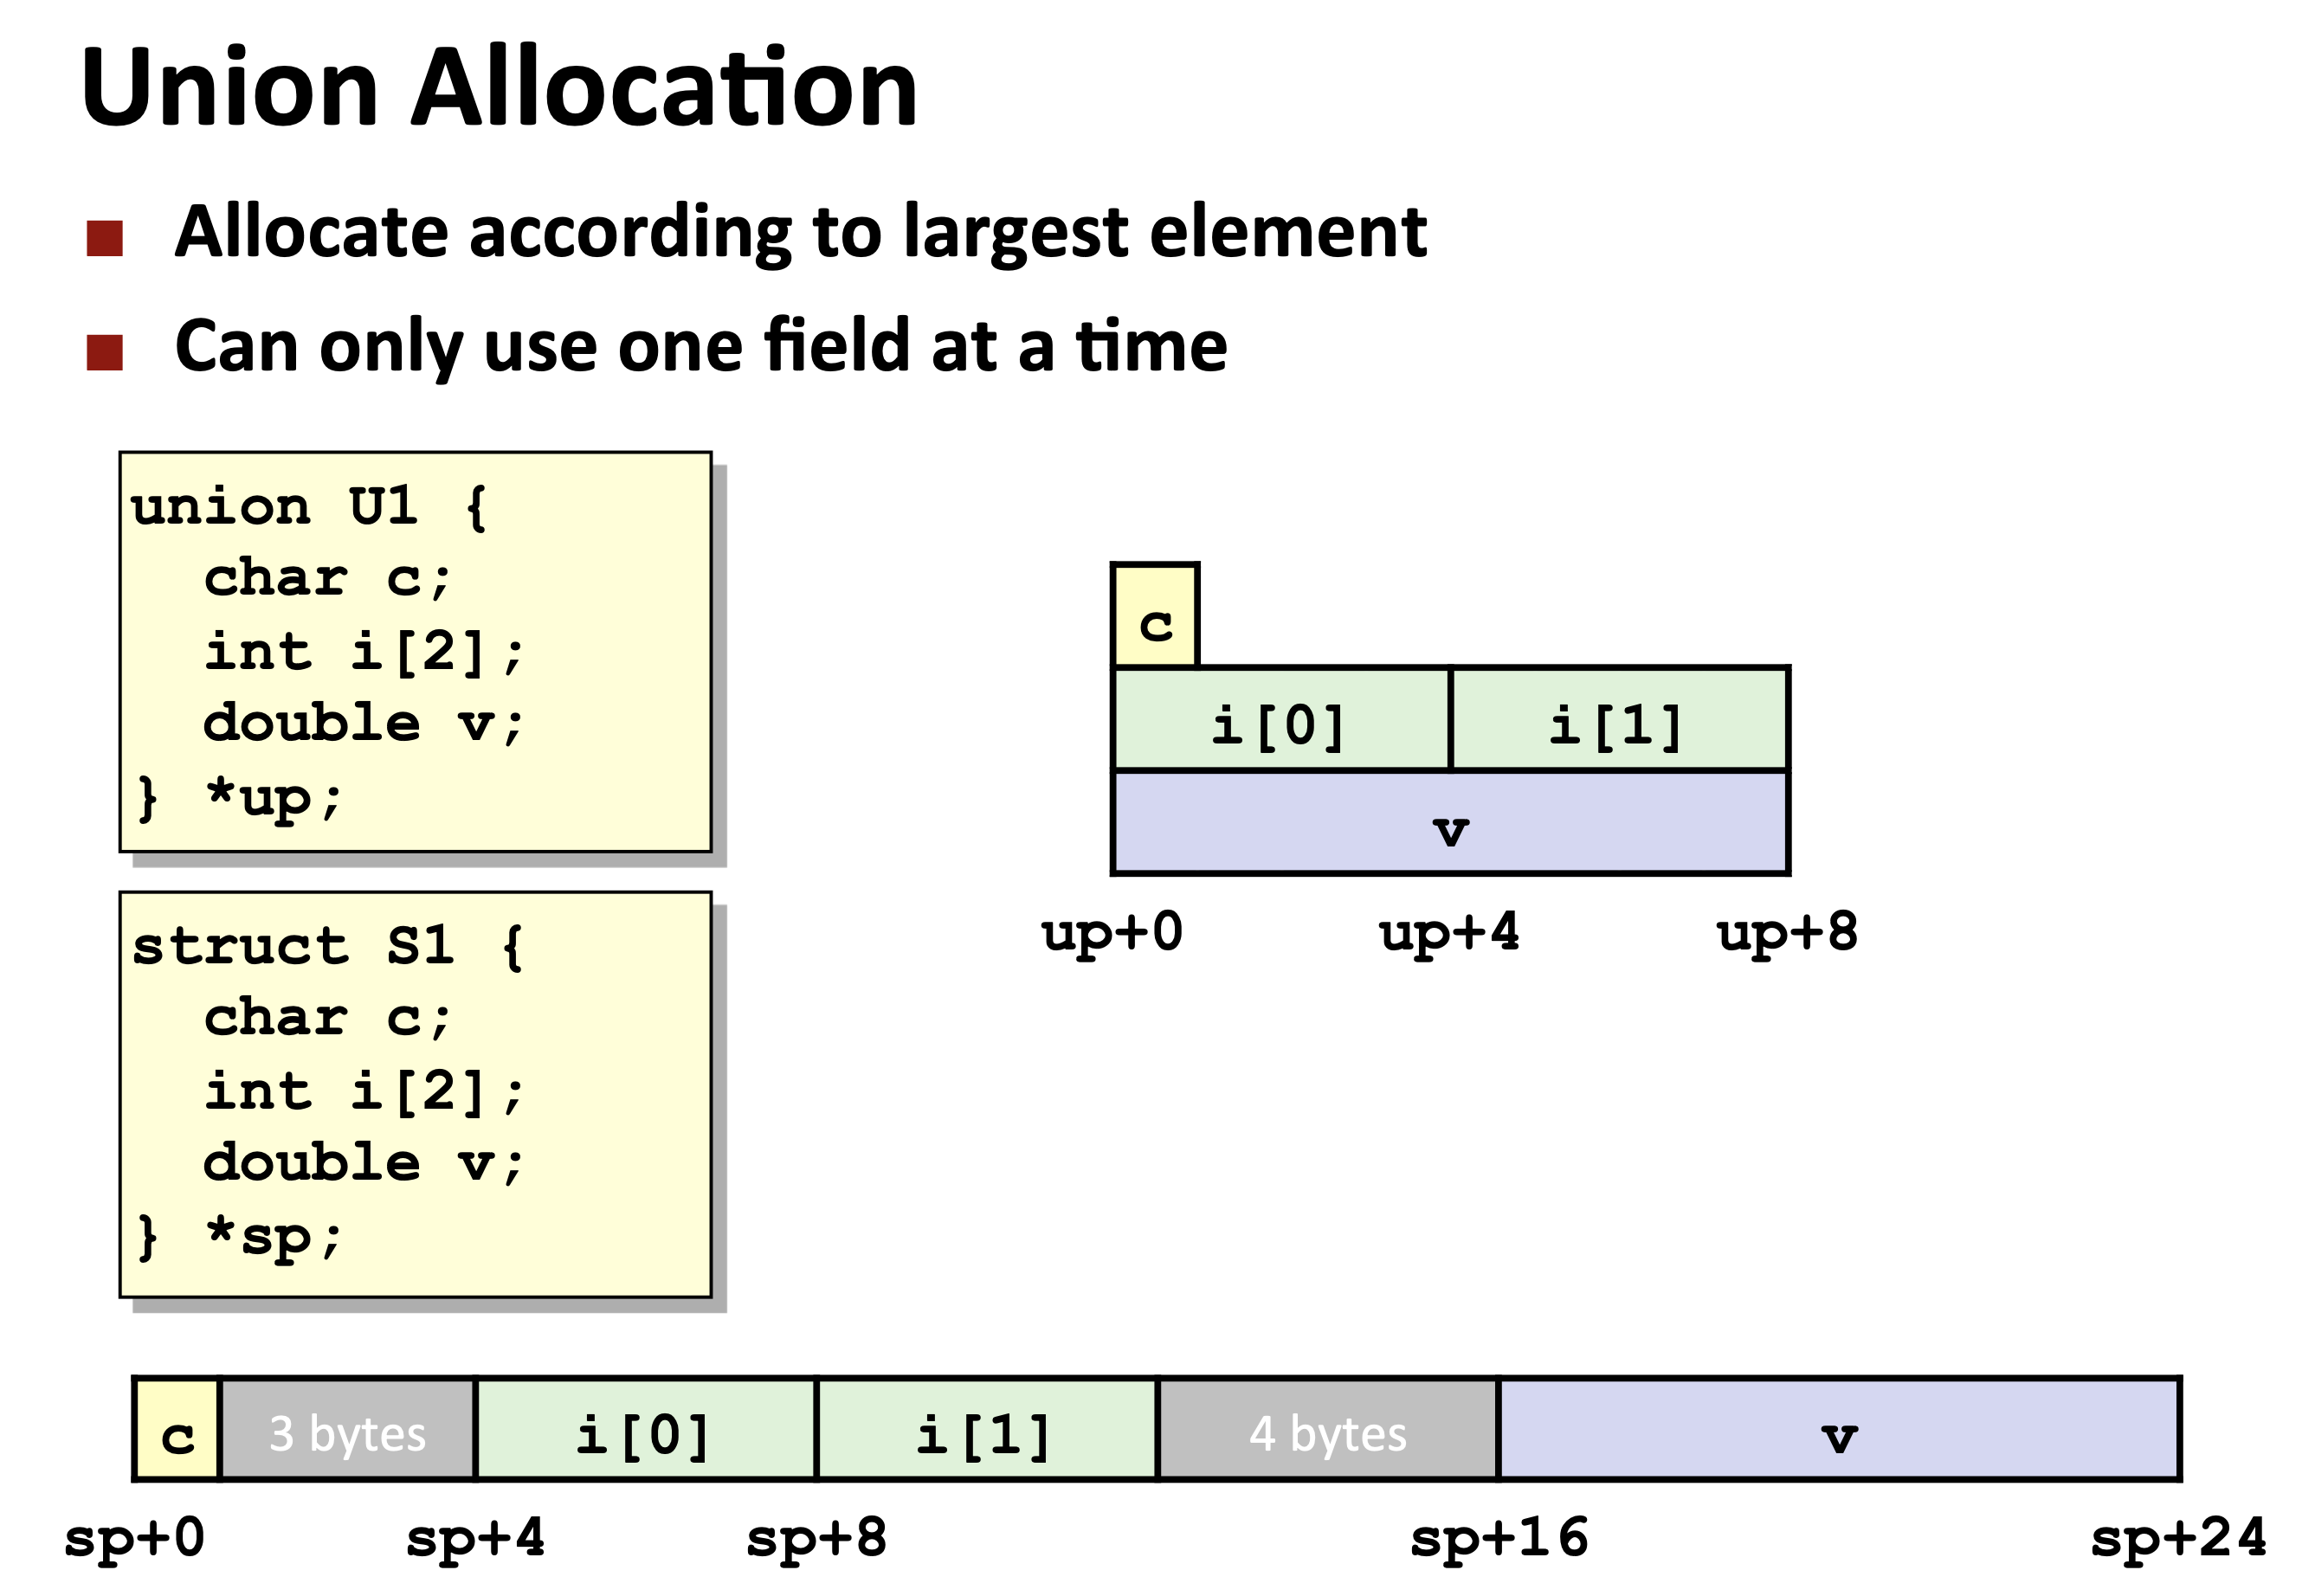 Union Allocation
Allocate according to largest element
Can only use one field at a time
union U1 {
char c;
int i[2];
double v;
} *up;
c
i[0] i[1]
v
up+0 up+4 up+8
struct S1 {
char c;
int i[2];
double v;
} *sp;
c 3 bytes i[0] i[1] 4 bytes v
sp+0 sp+4 sp+8 sp+16 sp+24